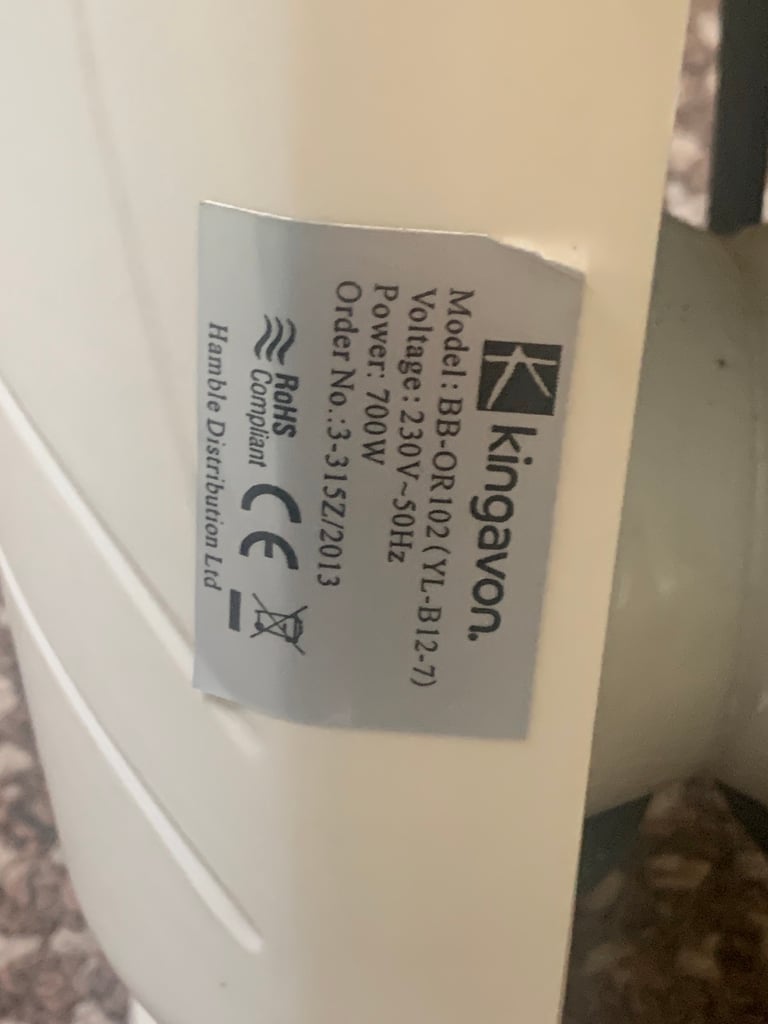 kingavon.
Model: BB-OR102(YL-B12-7)
Voltage: 230V~50Hz
Power: 700W
Order No.:3-315Z/2013
RoHS
Compliant
CE
Hamble Distribution Ltd